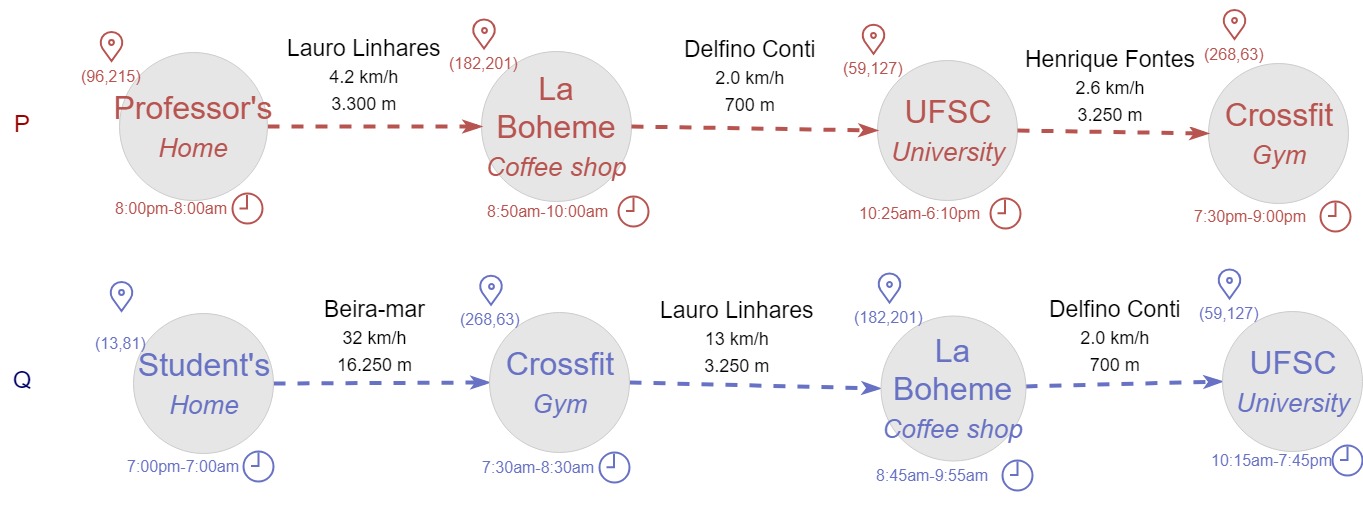 P
(96,215)
Professor's
Home
8:00pm-8:00am
Lauro Linhares
4.2 km/h
3.300 m
(182,201)
La
Boheme
Coffee shop
8:50am-10:00am
Delfino Conti
2.0 km/h
700 m
(59,127)
UFSC
University
10:25am-6:10pm
Henrique Fontes
2.6 km/h
3.250 m
(268,63)
Crossfit
Gym
7:30pm-9:00pm
Q
(13,81)
Student's
Home
7:00pm-7:00am
Beira-mar
32 km/h
16.250 m
(268,63)
Crossfit
Gym
7:30am-8:30am
Lauro Linhares
13 km/h
3.250 m
(182,201)
La
Boheme
Coffee shop
8:45am-9:55am
Delfino Conti
2.0 km/h
700 m
(59,127)
UFSC
University
10:15am-7:45pm